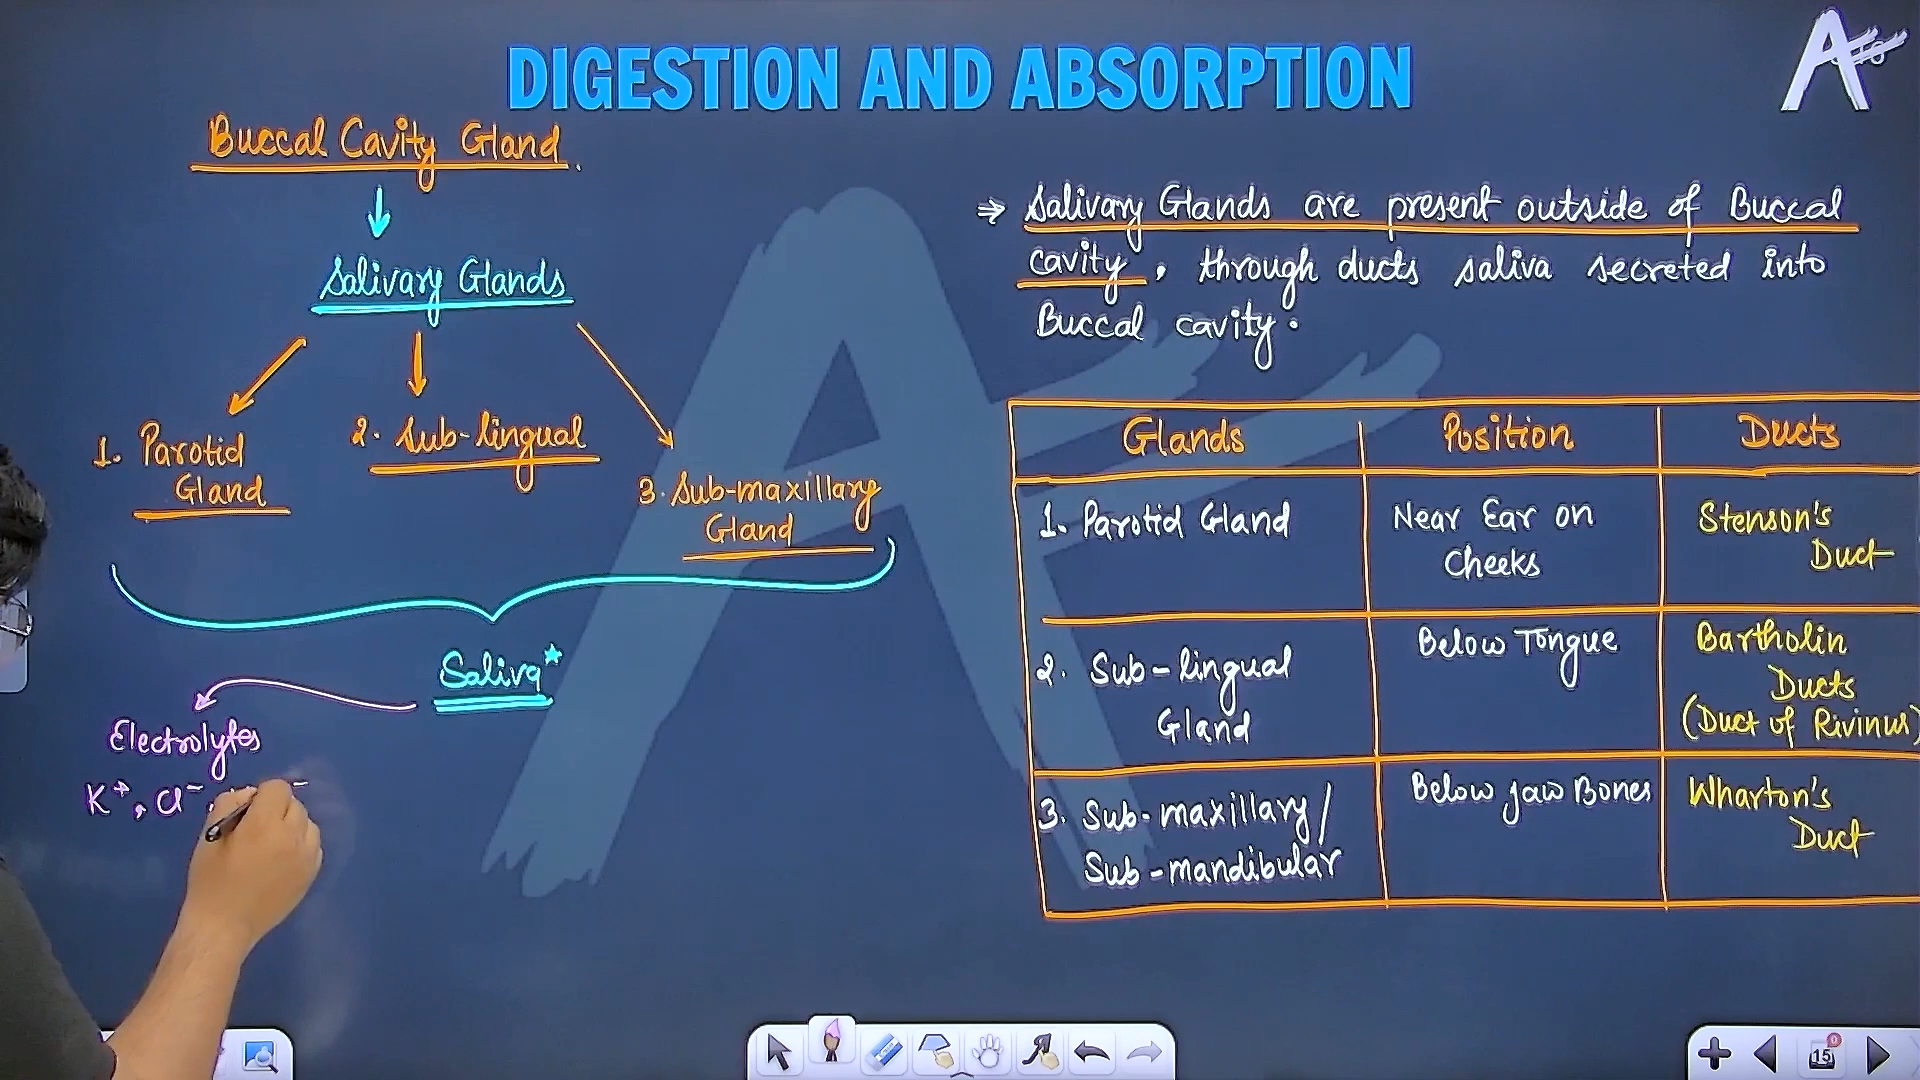 DIGESTION AND ABSORPTION
Buccal Cavity Gland
Salivary Glands
1. Parotid
Gland
2. Sub-lingual
3. Sub-maxillary
Gland
Saliva*
Electrolytes
K⁺, Cl⁻
⇒ Salivary Glands are present outside of Buccal
cavity, through ducts saliva secreted into
Buccal cavity.
Glands Position Ducts
1. Parotid Gland Near Ear on
Cheeks Stenson's
Duct
2. Sub-lingual
Gland Below Tongue Bartholin
Ducts
(Duct of Rivinus)
3. Sub-maxillary/
Sub-mandibular Below jaw Bones Wharton's
Duct
15